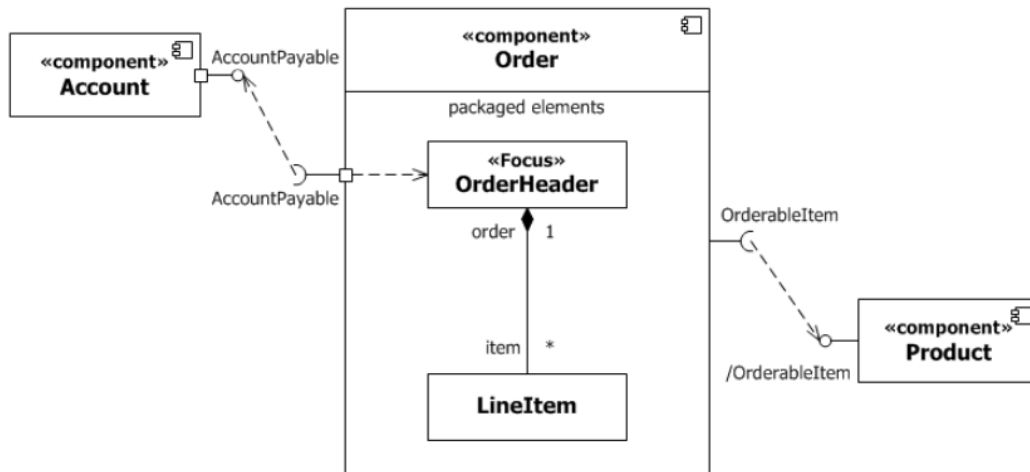 «component»
Account
AccountPayable
AccountPayable
«component»
Order
packaged elements
«Focus»
OrderHeader
order 1
item *
LineItem
OrderableItem
/OrderableItem
«component»
Product